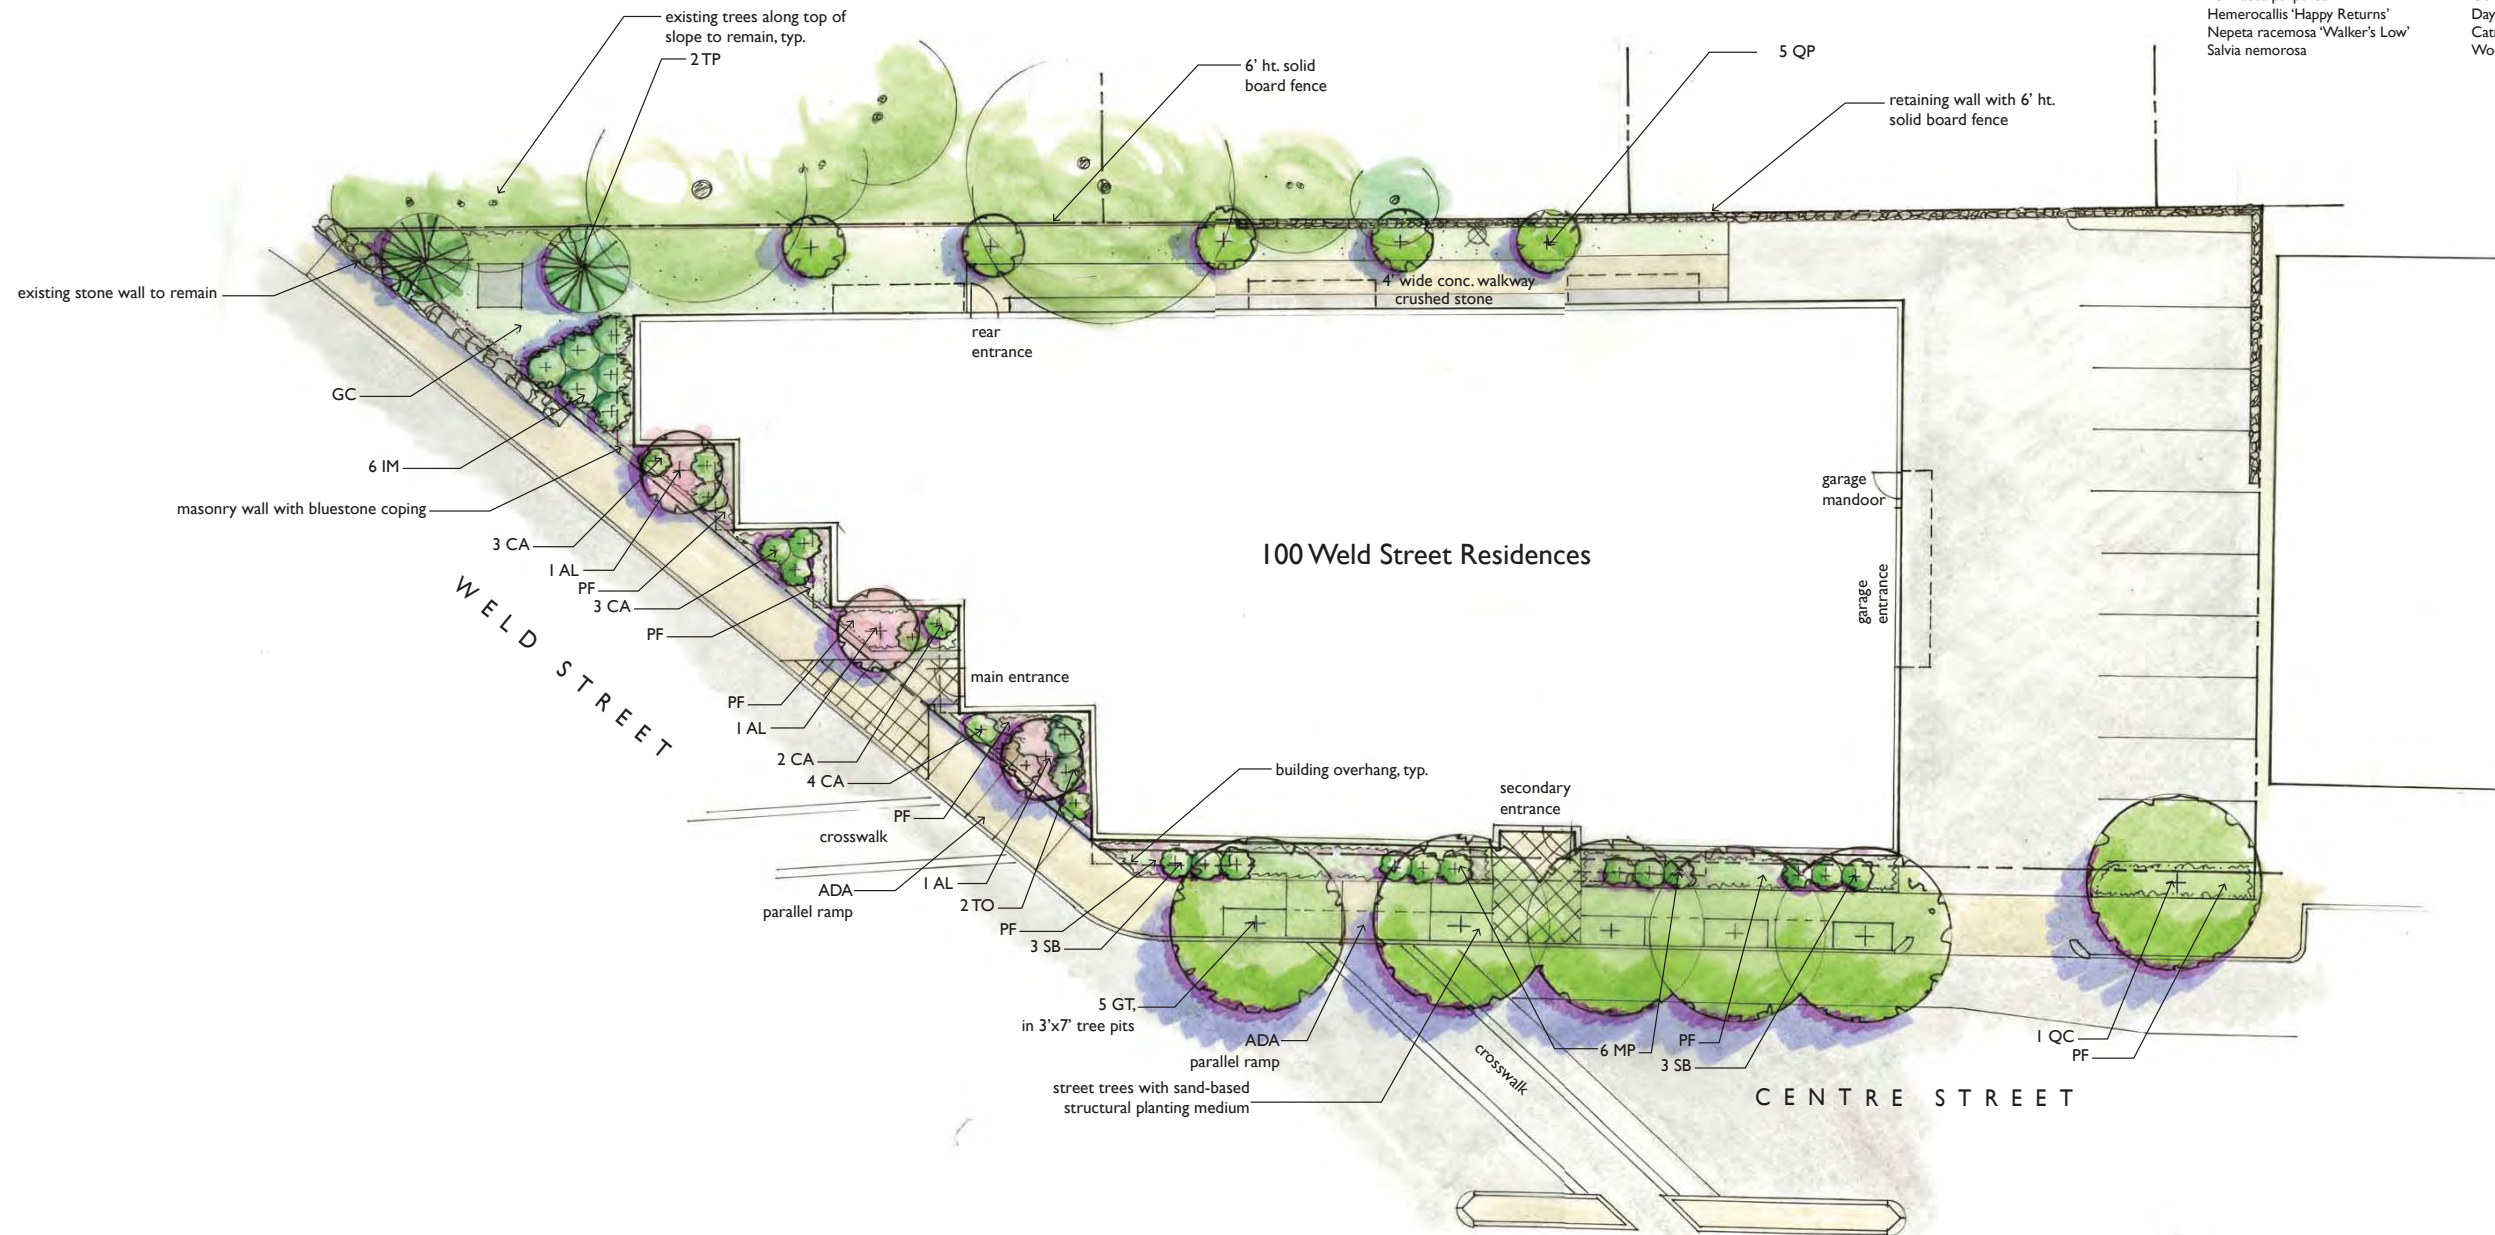 Hemerocallis ‘Happy Returns’
Day
Nepeta racemosa ‘Walker’s Low’
Salvia nemorosa
Wo
existing trees along top of
slope to remain, typ.
2 TP
6’ ht. solid
board fence
5 QP
retaining wall with 6’ ht.
solid board fence
existing stone wall to remain
4’ wide conc. walkway
crushed stone
rear
entrance
GC
6 IM
masonry wall with bluestone coping
3 CA
1 AL
PF
3 CA
PF
garage
mandoor
100 Weld Street Residences
garage
entrance
WELD STREET
main entrance
PF
1 AL
2 CA
4 CA
PF
crosswalk
building overhang, typ.
secondary
entrance
ADA
parallel ramp
1 AL
2 TO
PF
3 SB
5 GT,
in 3’x7’ tree pits
ADA
parallel ramp
street trees with sand-based
structural planting medium
crosswalk
6 MP
PF
3 SB
1 QC
PF
CENTRE STREET